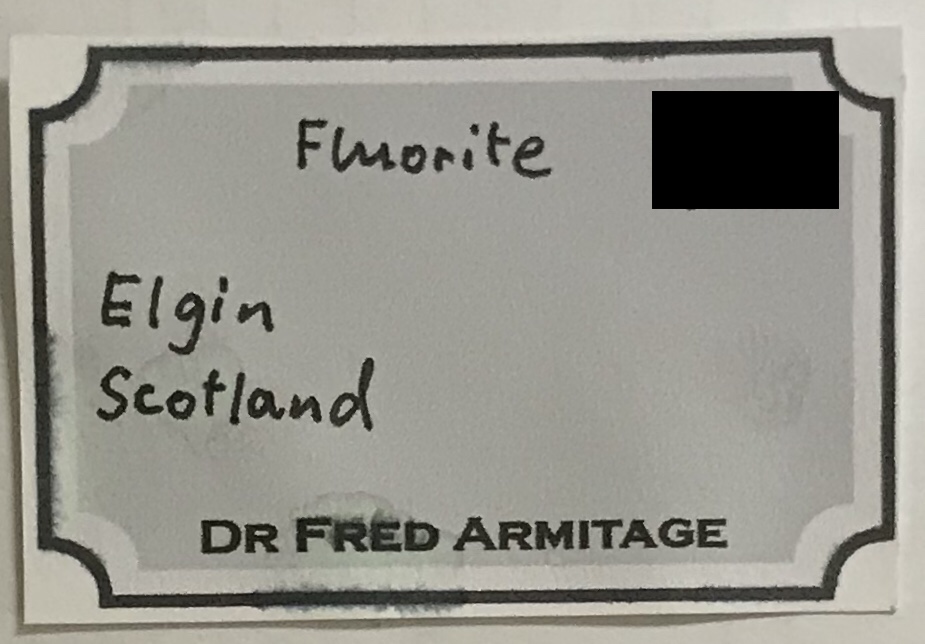 Fluorite
Elgin
Scotland
DR FRED ARMITAGE